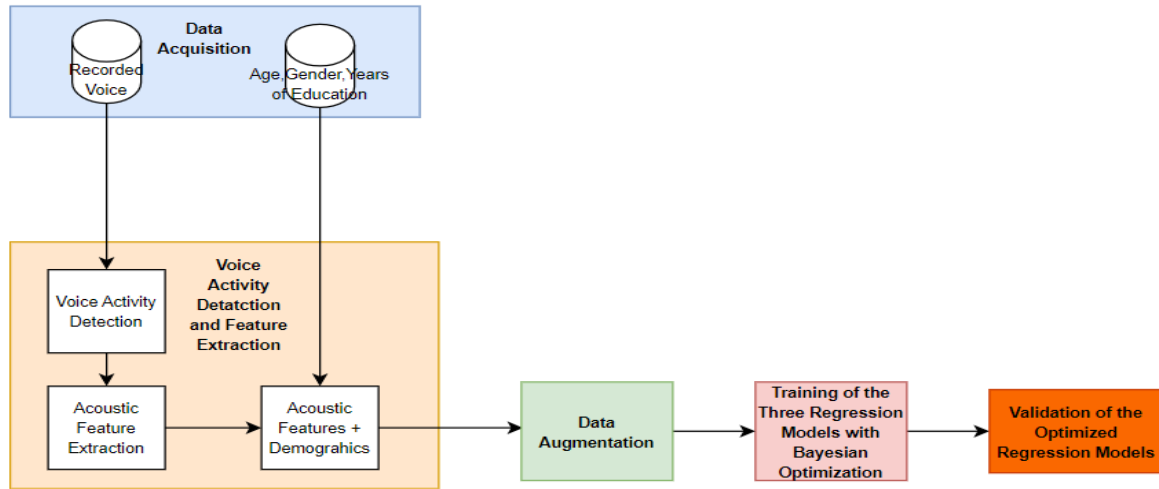 Data
Acquisition
Recorded
Voice
Age,Gender,Years
of Education
Voice
Activity
Detatction
and Feature
Extraction
Voice Activity
Detection
Acoustic
Feature
Extraction
Acoustic
Features +
Demograhics
Data
Augmentation
Training of the
Three Regression
Models with
Bayesian
Optimization
Validation of the
Optimized
Regression Models